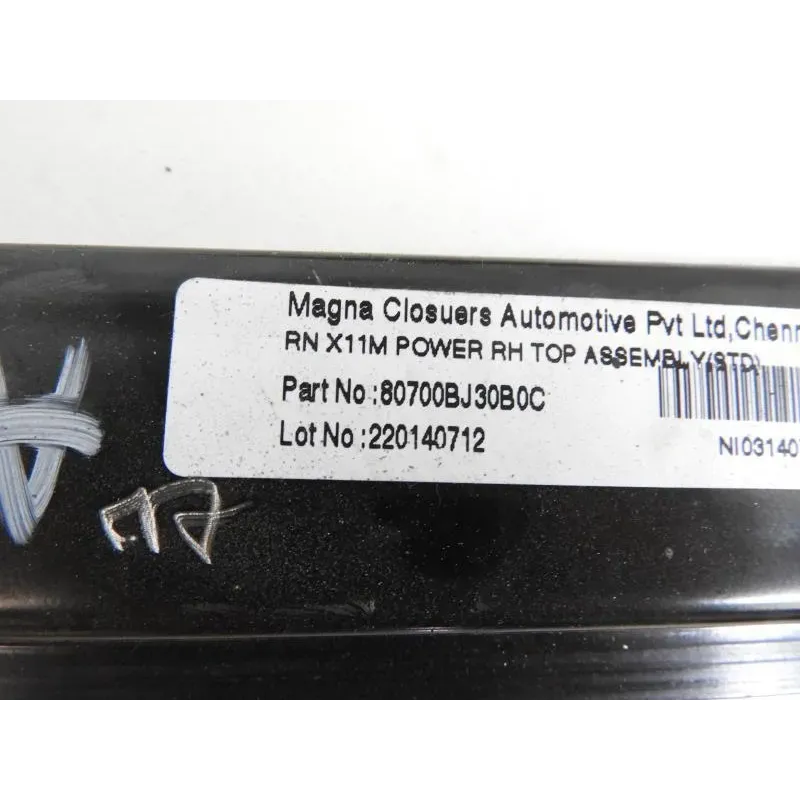 Magna Closuers Automotive Pvt Ltd,Chenn
RN X11M POWER RH TOP ASSEMBLY(STD)
Part No :80700BJ30B0C
Lot No :220140712
NI03140